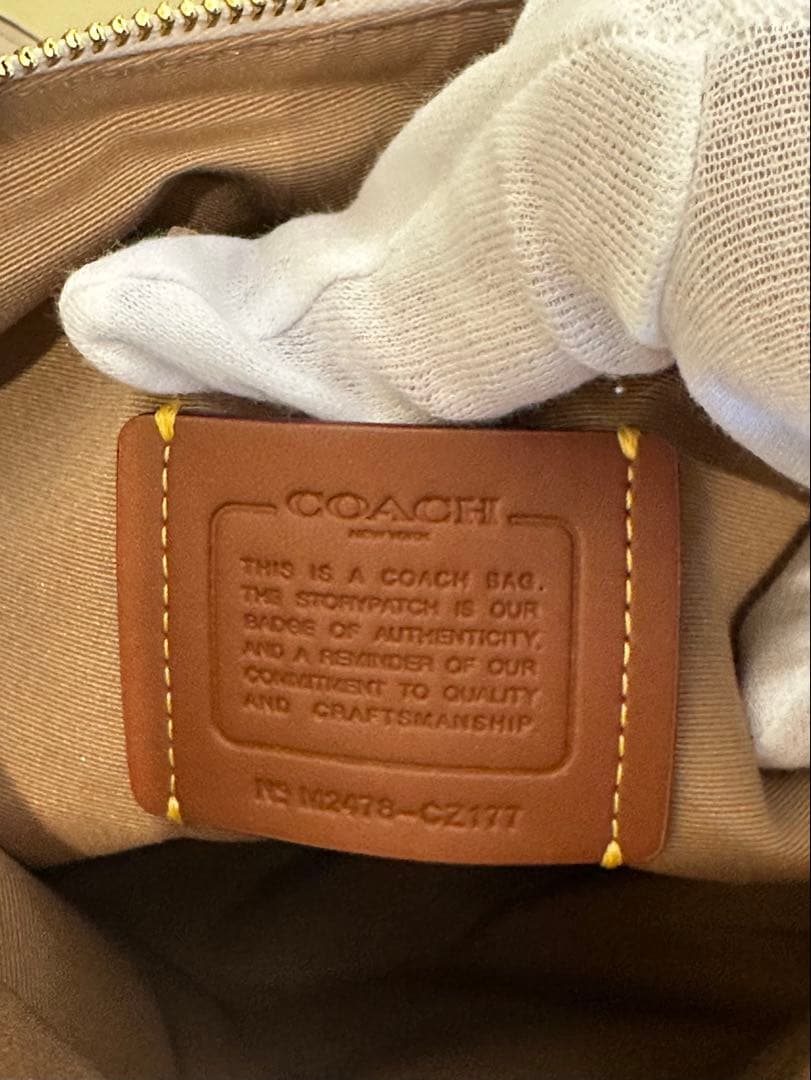 COACH
NEW YORK
THIS IS A COACH BAG.
THE STORYPATCH IS OUR
BADGE OF AUTHENTICITY,
AND A REMINDER OF OUR
COMMITMENT TO QUALITY
AND CRAFTSMANSHIP.
Nº M2478-CZ177